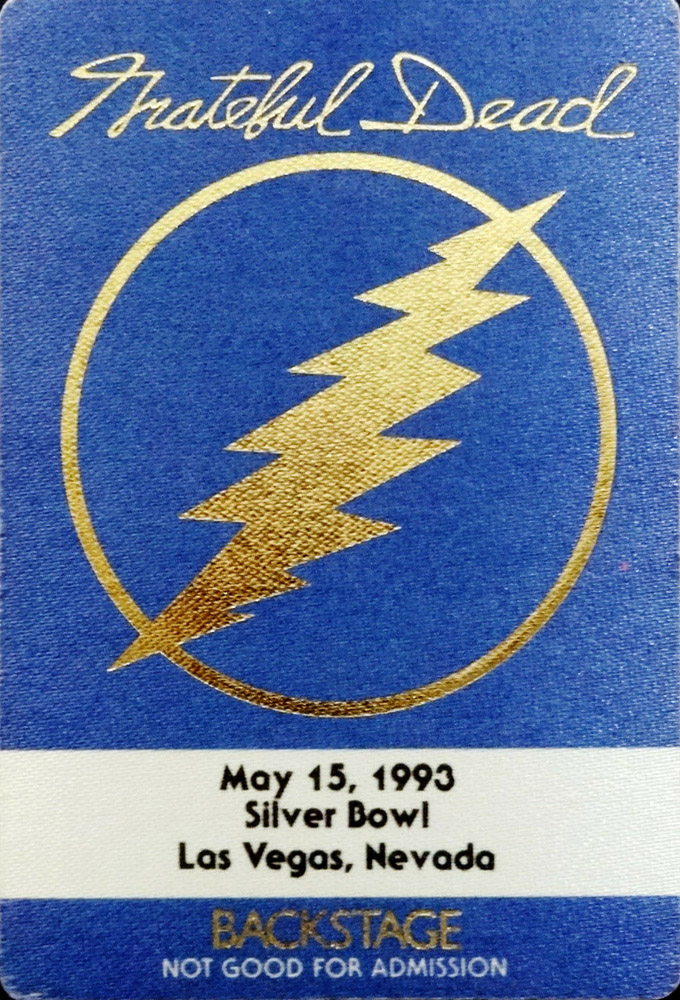 Grateful Dead
May 15, 1993
Silver Bowl
Las Vegas, Nevada
BACKSTAGE
NOT GOOD FOR ADMISSION